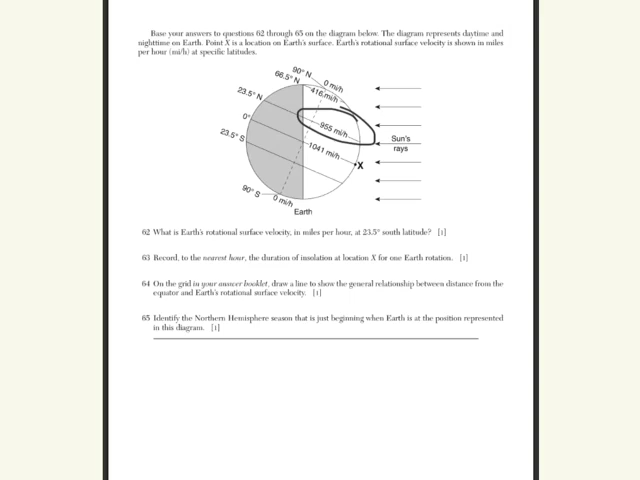 Base your answers to questions 62 through 65 on the diagram below. The diagram represents daytime and
nighttime on Earth. Point X is a location on Earth's surface. Earth's rotational surface velocity is shown in miles
per hour (mi/h) at specific latitudes.
90° N
0 mi/h
66.5° N
416 mi/h
23.5° N
955 mi/h
0°
Sun's
rays
23.5° S
1041 mi/h
X
90° S
0 mi/h
Earth
62 What is Earth's rotational surface velocity, in miles per hour, at 23.5° south latitude? [1]
63 Record, to the nearest hour, the duration of insolation at location X for one Earth rotation. [1]
64 On the grid in your answer booklet, draw a line to show the general relationship between distance from the
equator and Earth's rotational surface velocity. [1]
65 Identify the Northern Hemisphere season that is just beginning when Earth is at the position represented
in this diagram. [1]